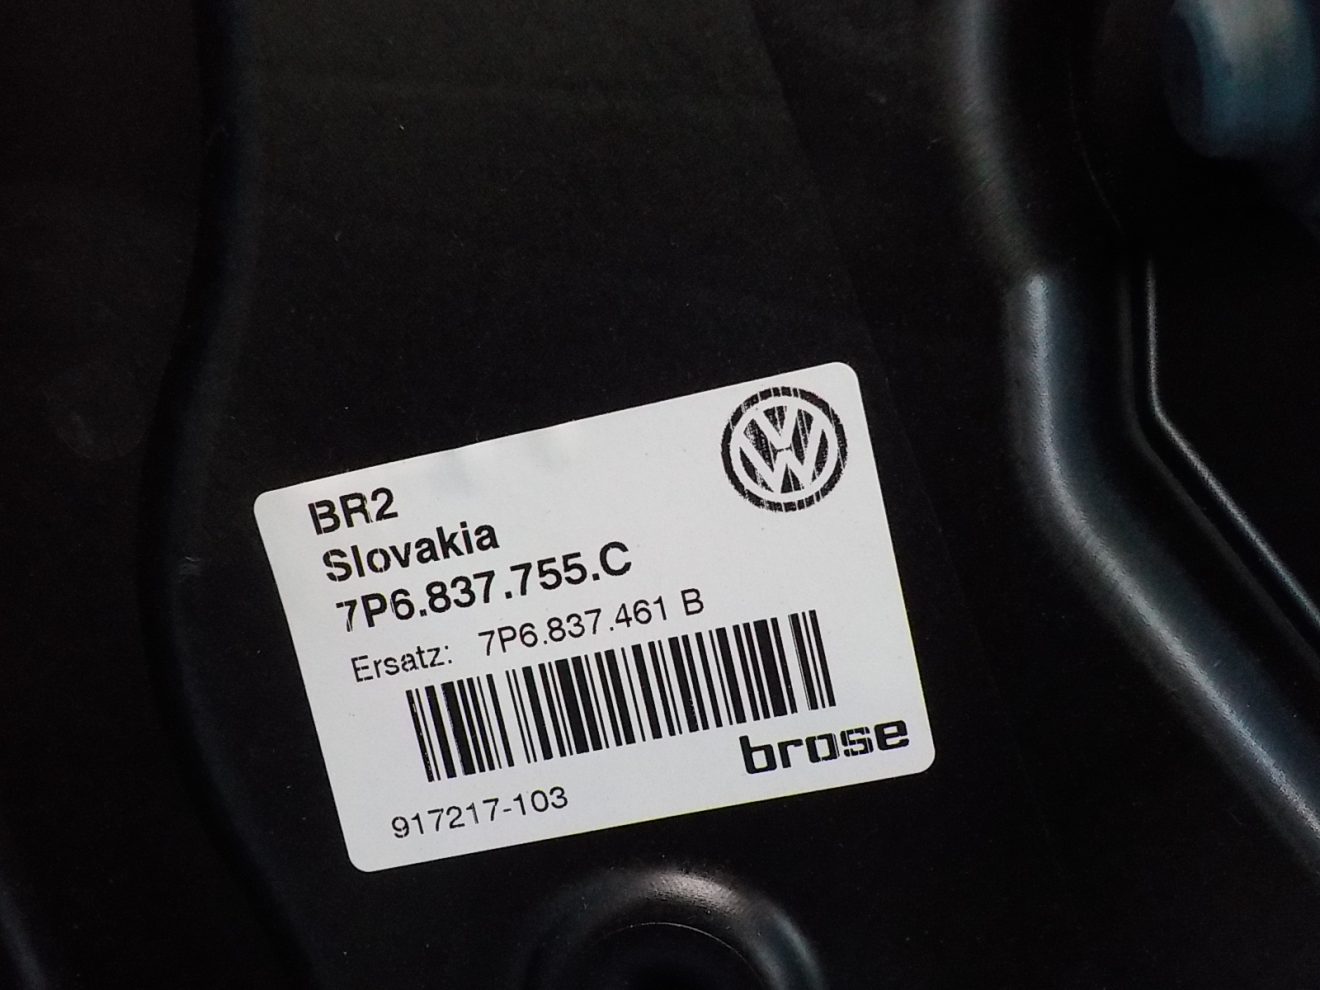 BR2
Slovakia
7P6.837.755.C
Ersatz: 7P6.837.461 B
brose
917217-103